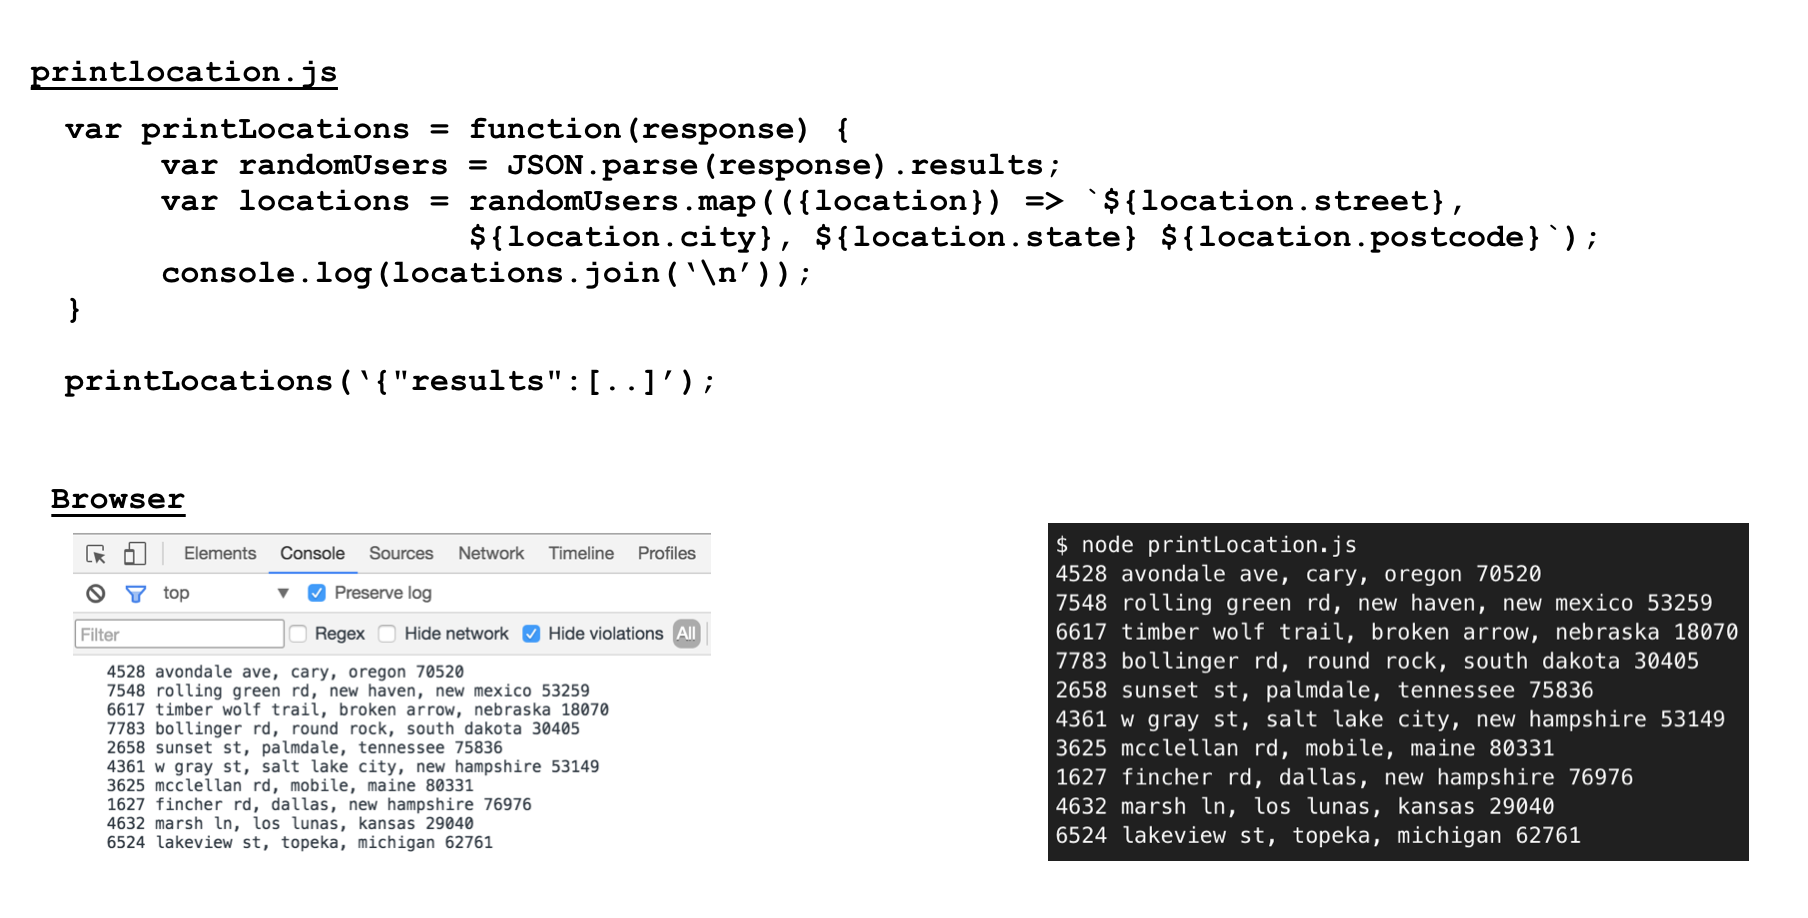 printlocation.js
var printLocations = function(response) {
var randomUsers = JSON.parse(response).results;
var locations = randomUsers.map(({location}) => `${location.street},
${location.city}, ${location.state} ${location.postcode}`);
console.log(locations.join(‘\n’));
}
printLocations(‘{"results":[..]’);
Browser
Elements Console Sources Network Timeline Profiles
top ▼ Preserve log
Filter Regex Hide network Hide violations All
4528 avondale ave, cary, oregon 70520
7548 rolling green rd, new haven, new mexico 53259
6617 timber wolf trail, broken arrow, nebraska 18070
7783 bollinger rd, round rock, south dakota 30405
2658 sunset st, palmdale, tennessee 75836
4361 w gray st, salt lake city, new hampshire 53149
3625 mcclellan rd, mobile, maine 80331
1627 fincher rd, dallas, new hampshire 76976
4632 marsh ln, los lunas, kansas 29040
6524 lakeview st, topeka, michigan 62761
$ node printLocation.js
4528 avondale ave, cary, oregon 70520
7548 rolling green rd, new haven, new mexico 53259
6617 timber wolf trail, broken arrow, nebraska 18070
7783 bollinger rd, round rock, south dakota 30405
2658 sunset st, palmdale, tennessee 75836
4361 w gray st, salt lake city, new hampshire 53149
3625 mcclellan rd, mobile, maine 80331
1627 fincher rd, dallas, new hampshire 76976
4632 marsh ln, los lunas, kansas 29040
6524 lakeview st, topeka, michigan 62761